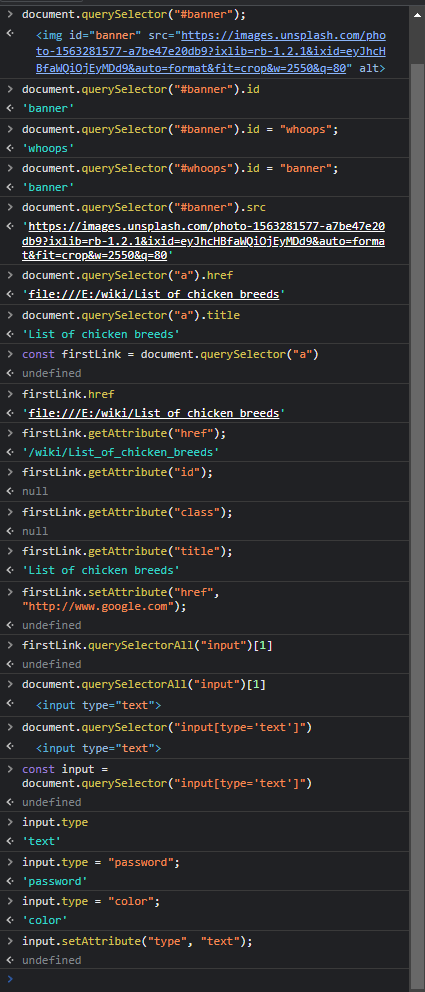 document.querySelector("#banner");
<img id="banner" src="https://images.unsplash.com/pho
to-1563281577-a7be47e20db9?ixlib=rb-1.2.1&ixid=eyJhcH
BfaWQiOjEyMDd9&auto=format&fit=crop&w=2550&q=80" alt>
document.querySelector("#banner").id
'banner'
document.querySelector("#banner").id = "whoops";
'whoops'
document.querySelector("#whoops").id = "banner";
'banner'
document.querySelector("#banner").src
'https://images.unsplash.com/photo-1563281577-a7be47e20
db9?ixlib=rb-1.2.1&ixid=eyJhcHBfaWQiOjEyMDd9&auto=forma
t&fit=crop&w=2550&q=80'
document.querySelector("a").href
'file:///E:/wiki/List_of_chicken_breeds'
document.querySelector("a").title
'List of chicken breeds'
const firstLink = document.querySelector("a")
undefined
firstLink.href
'file:///E:/wiki/List_of_chicken_breeds'
firstLink.getAttribute("href");
'/wiki/List_of_chicken_breeds'
firstLink.getAttribute("id");
null
firstLink.getAttribute("class");
null
firstLink.getAttribute("title");
'List of chicken breeds'
firstLink.setAttribute("href",
"http://www.google.com");
undefined
firstLink.querySelectorAll("input")[1]
undefined
document.querySelectorAll("input")[1]
<input type="text">
document.querySelector("input[type='text']")
<input type="text">
const input =
document.querySelector("input[type='text']")
undefined
input.type
'text'
input.type = "password";
'password'
input.type = "color";
'color'
input.setAttribute("type", "text");
undefined